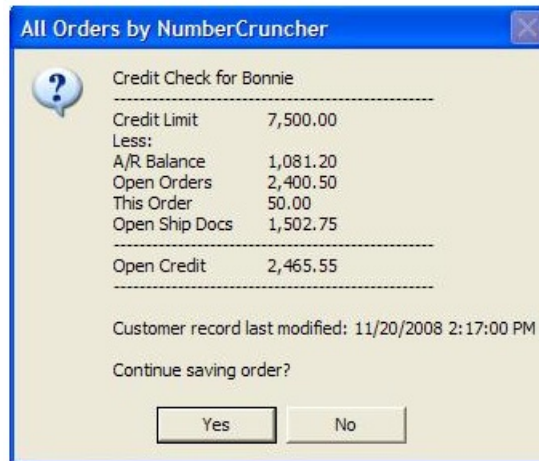 All Orders by NumberCruncher
Credit Check for Bonnie
------------------------------------------------
Credit Limit 7,500.00
Less:
A/R Balance 1,081.20
Open Orders 2,400.50
This Order 50.00
Open Ship Docs 1,502.75
------------------------------------------------
Open Credit 2,465.55
------------------------------------------------
Customer record last modified: 11/20/2008 2:17:00 PM
Continue saving order?
Yes No